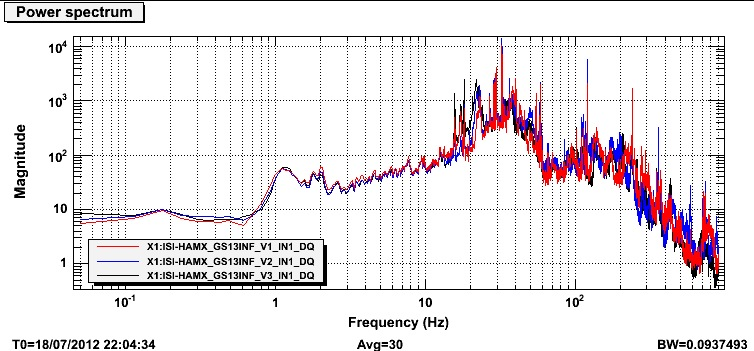 Power spectrum
10^4
10^3
10^2
10
1
Magnitude
X1:ISI-HAMX_GS13INF_V1_IN1_DQ
X1:ISI-HAMX_GS13INF_V2_IN1_DQ
X1:ISI-HAMX_GS13INF_V3_IN1_DQ
10^-1 1 10 10^2
Frequency (Hz)
T0=18/07/2012 22:04:34 Avg=30 BW=0.0937493